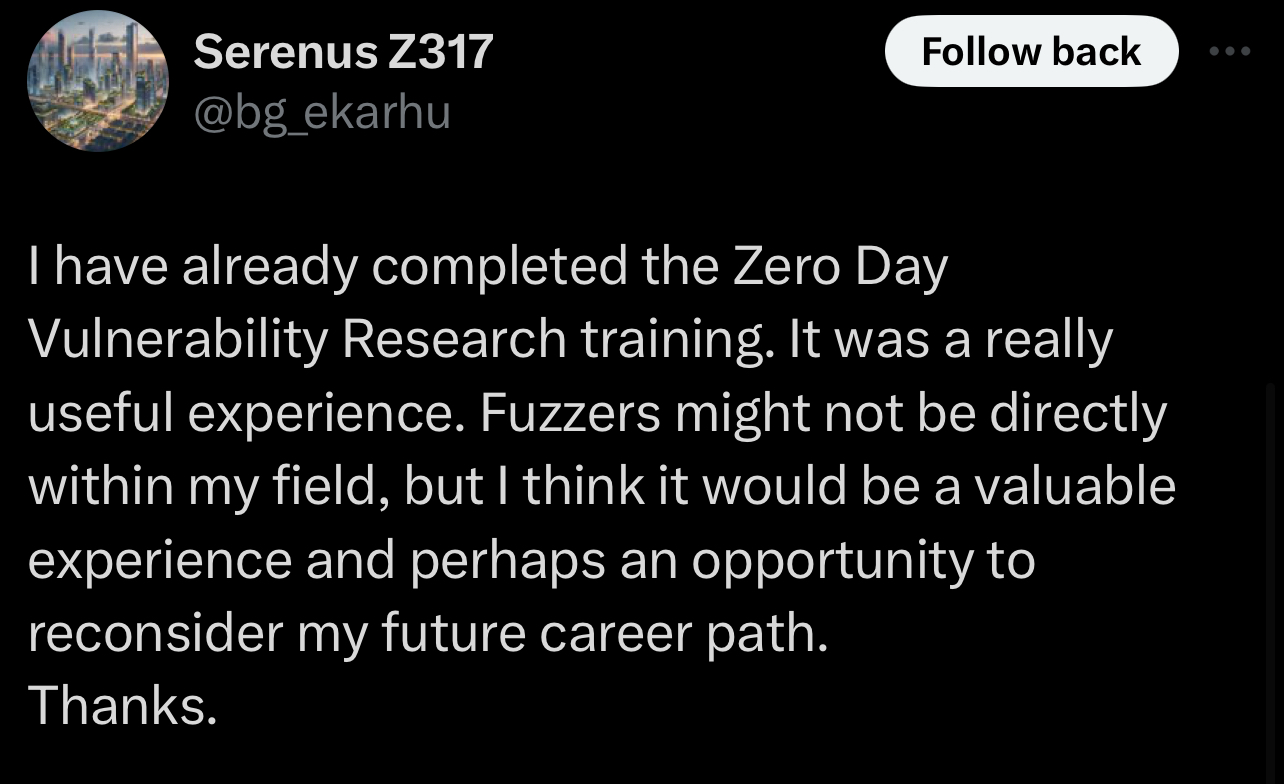 Serenus Z317
Follow back
@bg_ekarhu
I have already completed the Zero Day
Vulnerability Research training. It was a really
useful experience. Fuzzers might not be directly
within my field, but I think it would be a valuable
experience and perhaps an opportunity to
reconsider my future career path.
Thanks.